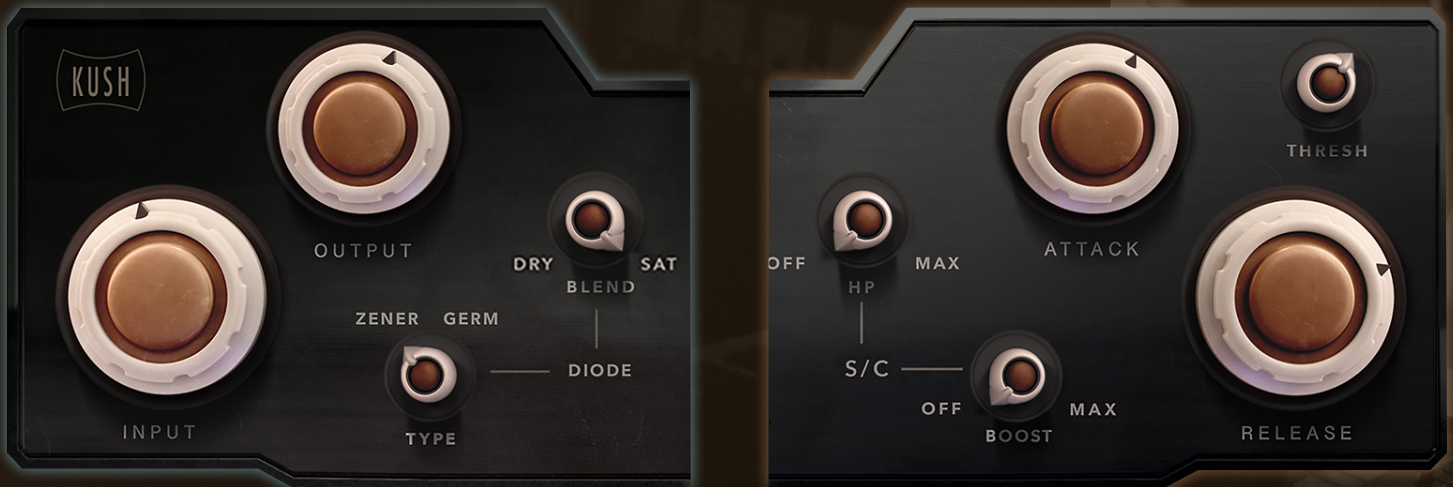 KUSH
OUTPUT
INPUT
DRY
SAT
BLEND
ZENER
GERM
DIODE
TYPE
THRESH
ATTACK
OFF
MAX
HP
S/C
OFF
MAX
BOOST
RELEASE